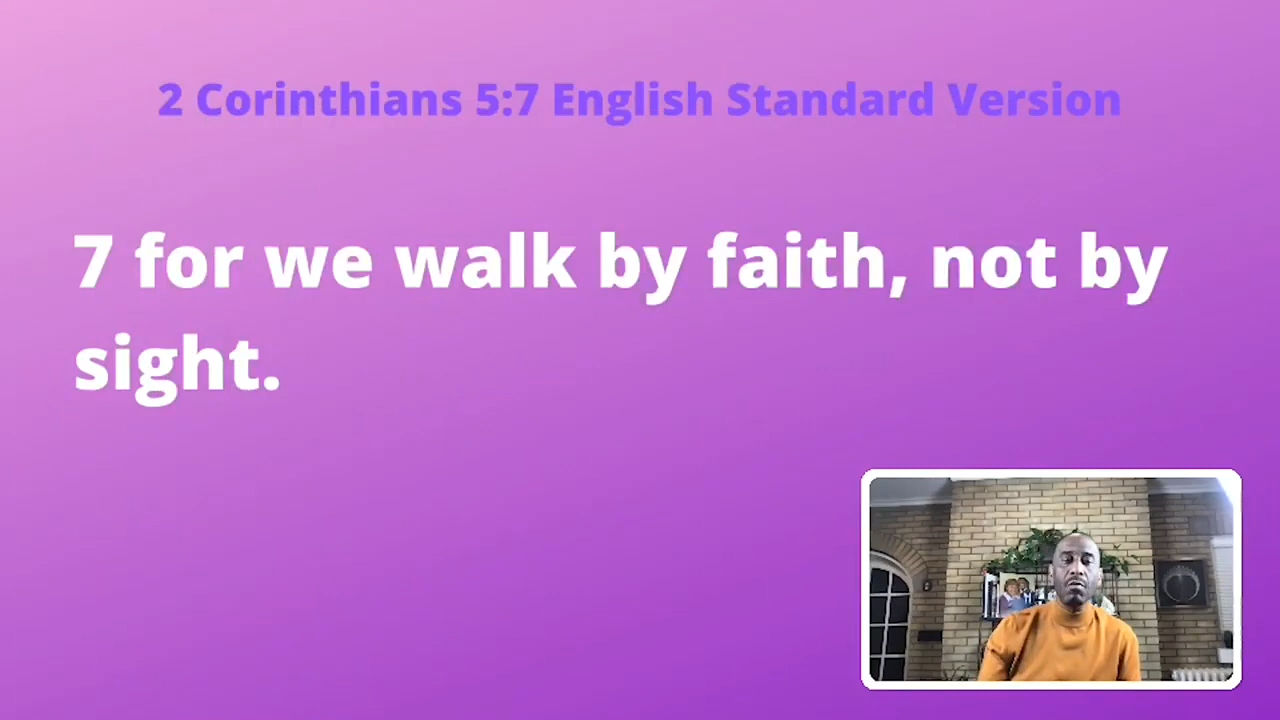 2 Corinthians 5:7 English Standard Version
7 for we walk by faith, not by
sight.